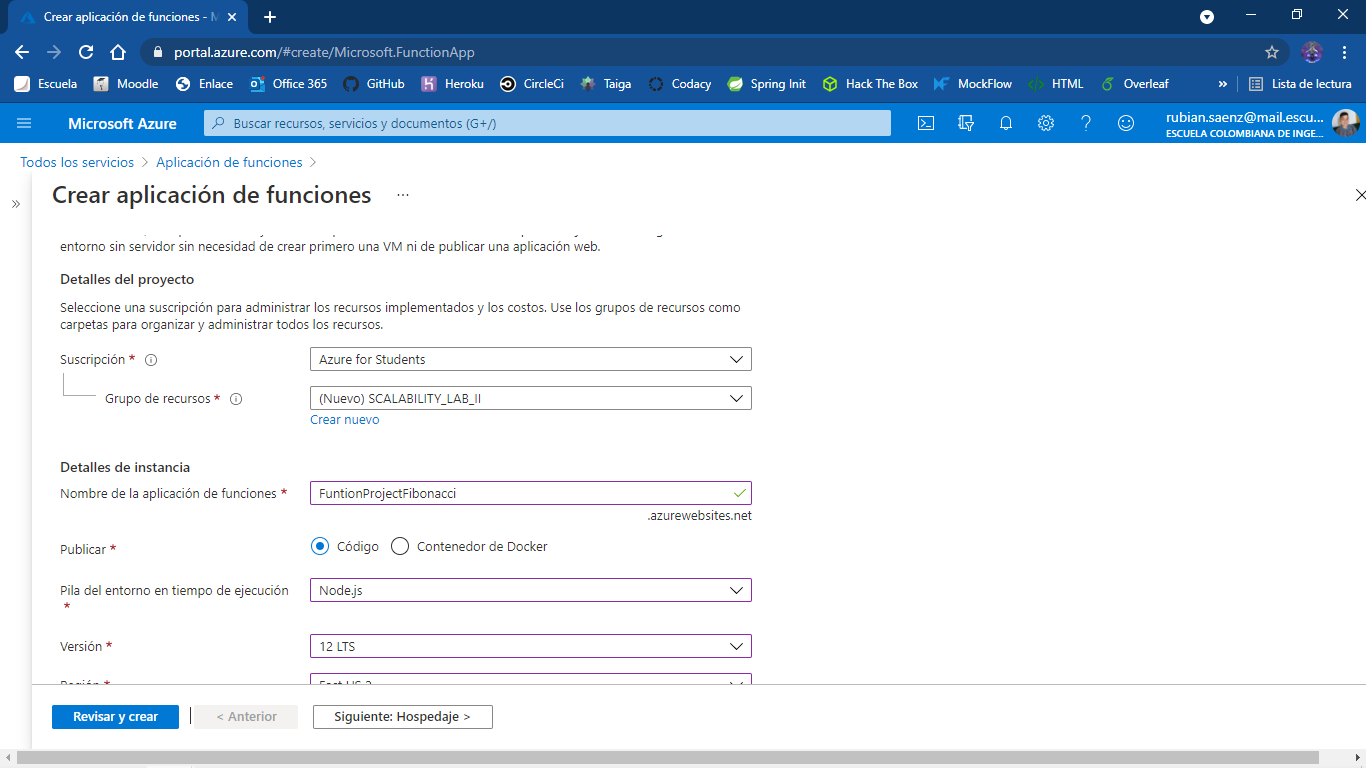 Crear aplicación de funciones - M
portal.azure.com/#create/Microsoft.FunctionApp
Escuela Moodle Enlace Office 365 GitHub Heroku CircleCi Taiga Codacy Spring Init Hack The Box MockFlow HTML Overleaf » Lista de lectura
Microsoft Azure
Buscar recursos, servicios y documentos (G+/)
rubian.saenz@mail.escu...
ESCUELA COLOMBIANA DE INGE...
Todos los servicios > Aplicación de funciones >
»
Crear aplicación de funciones ...
entorno sin servidor sin necesidad de crear primero una VM ni de publicar una aplicación web.
Detalles del proyecto
Seleccione una suscripción para administrar los recursos implementados y los costos. Use los grupos de recursos como
carpetas para organizar y administrar todos los recursos.
Suscripción * Azure for Students
Grupo de recursos * (Nuevo) SCALABILITY_LAB_II
Crear nuevo
Detalles de instancia
Nombre de la aplicación de funciones * FuntionProjectFibonacci
.azurewebsites.net
Publicar * Código Contenedor de Docker
Pila del entorno en tiempo de ejecución Node.js
*
Versión * 12 LTS
Región * East US 2
Revisar y crear < Anterior Siguiente: Hospedaje >